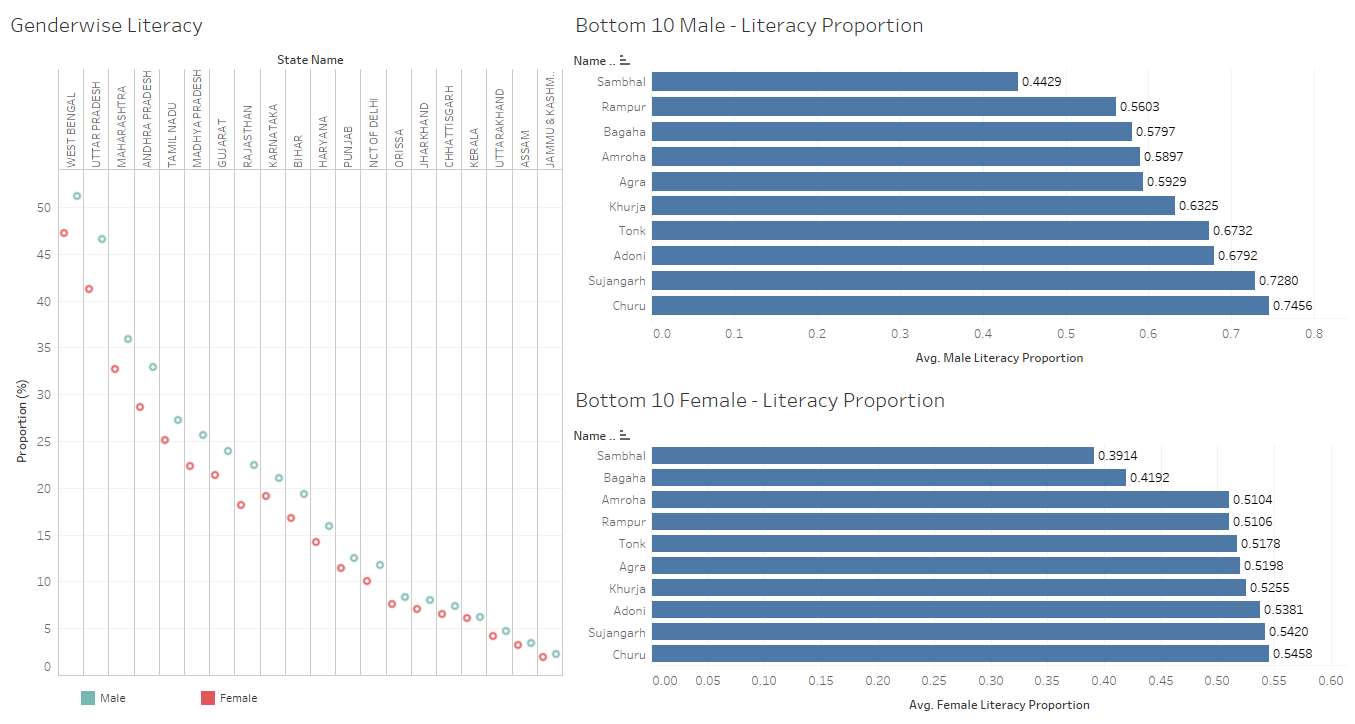 Genderwise Literacy
State Name
WEST BENGAL
UTTAR PRADESH
MAHARASHTRA
ANDHRA PRADESH
TAMIL NADU
MADHYA PRADESH
GUJARAT
RAJASTHAN
KARNATAKA
BIHAR
HARYANA
PUNJAB
NCT OF DELHI
ORISSA
JHARKHAND
CHHATTISGARH
KERALA
UTTARAKHAND
ASSAM
JAMMU & KASHM..
Proportion (%)
50
45
40
35
30
25
20
15
10
5
0
Male Female
Bottom 10 Male - Literacy Proportion
Name ..
Sambhal 0.4429
Rampur 0.5603
Bagaha 0.5797
Amroha 0.5897
Agra 0.5929
Khurja 0.6325
Tonk 0.6732
Adoni 0.6792
Sujangarh 0.7280
Churu 0.7456
0.0 0.1 0.2 0.3 0.4 0.5 0.6 0.7 0.8
Avg. Male Literacy Proportion
Bottom 10 Female - Literacy Proportion
Name ..
Sambhal 0.3914
Bagaha 0.4192
Amroha 0.5104
Rampur 0.5106
Tonk 0.5178
Agra 0.5198
Khurja 0.5255
Adoni 0.5381
Sujangarh 0.5420
Churu 0.5458
0.00 0.05 0.10 0.15 0.20 0.25 0.30 0.35 0.40 0.45 0.50 0.55 0.60
Avg. Female Literacy Proportion